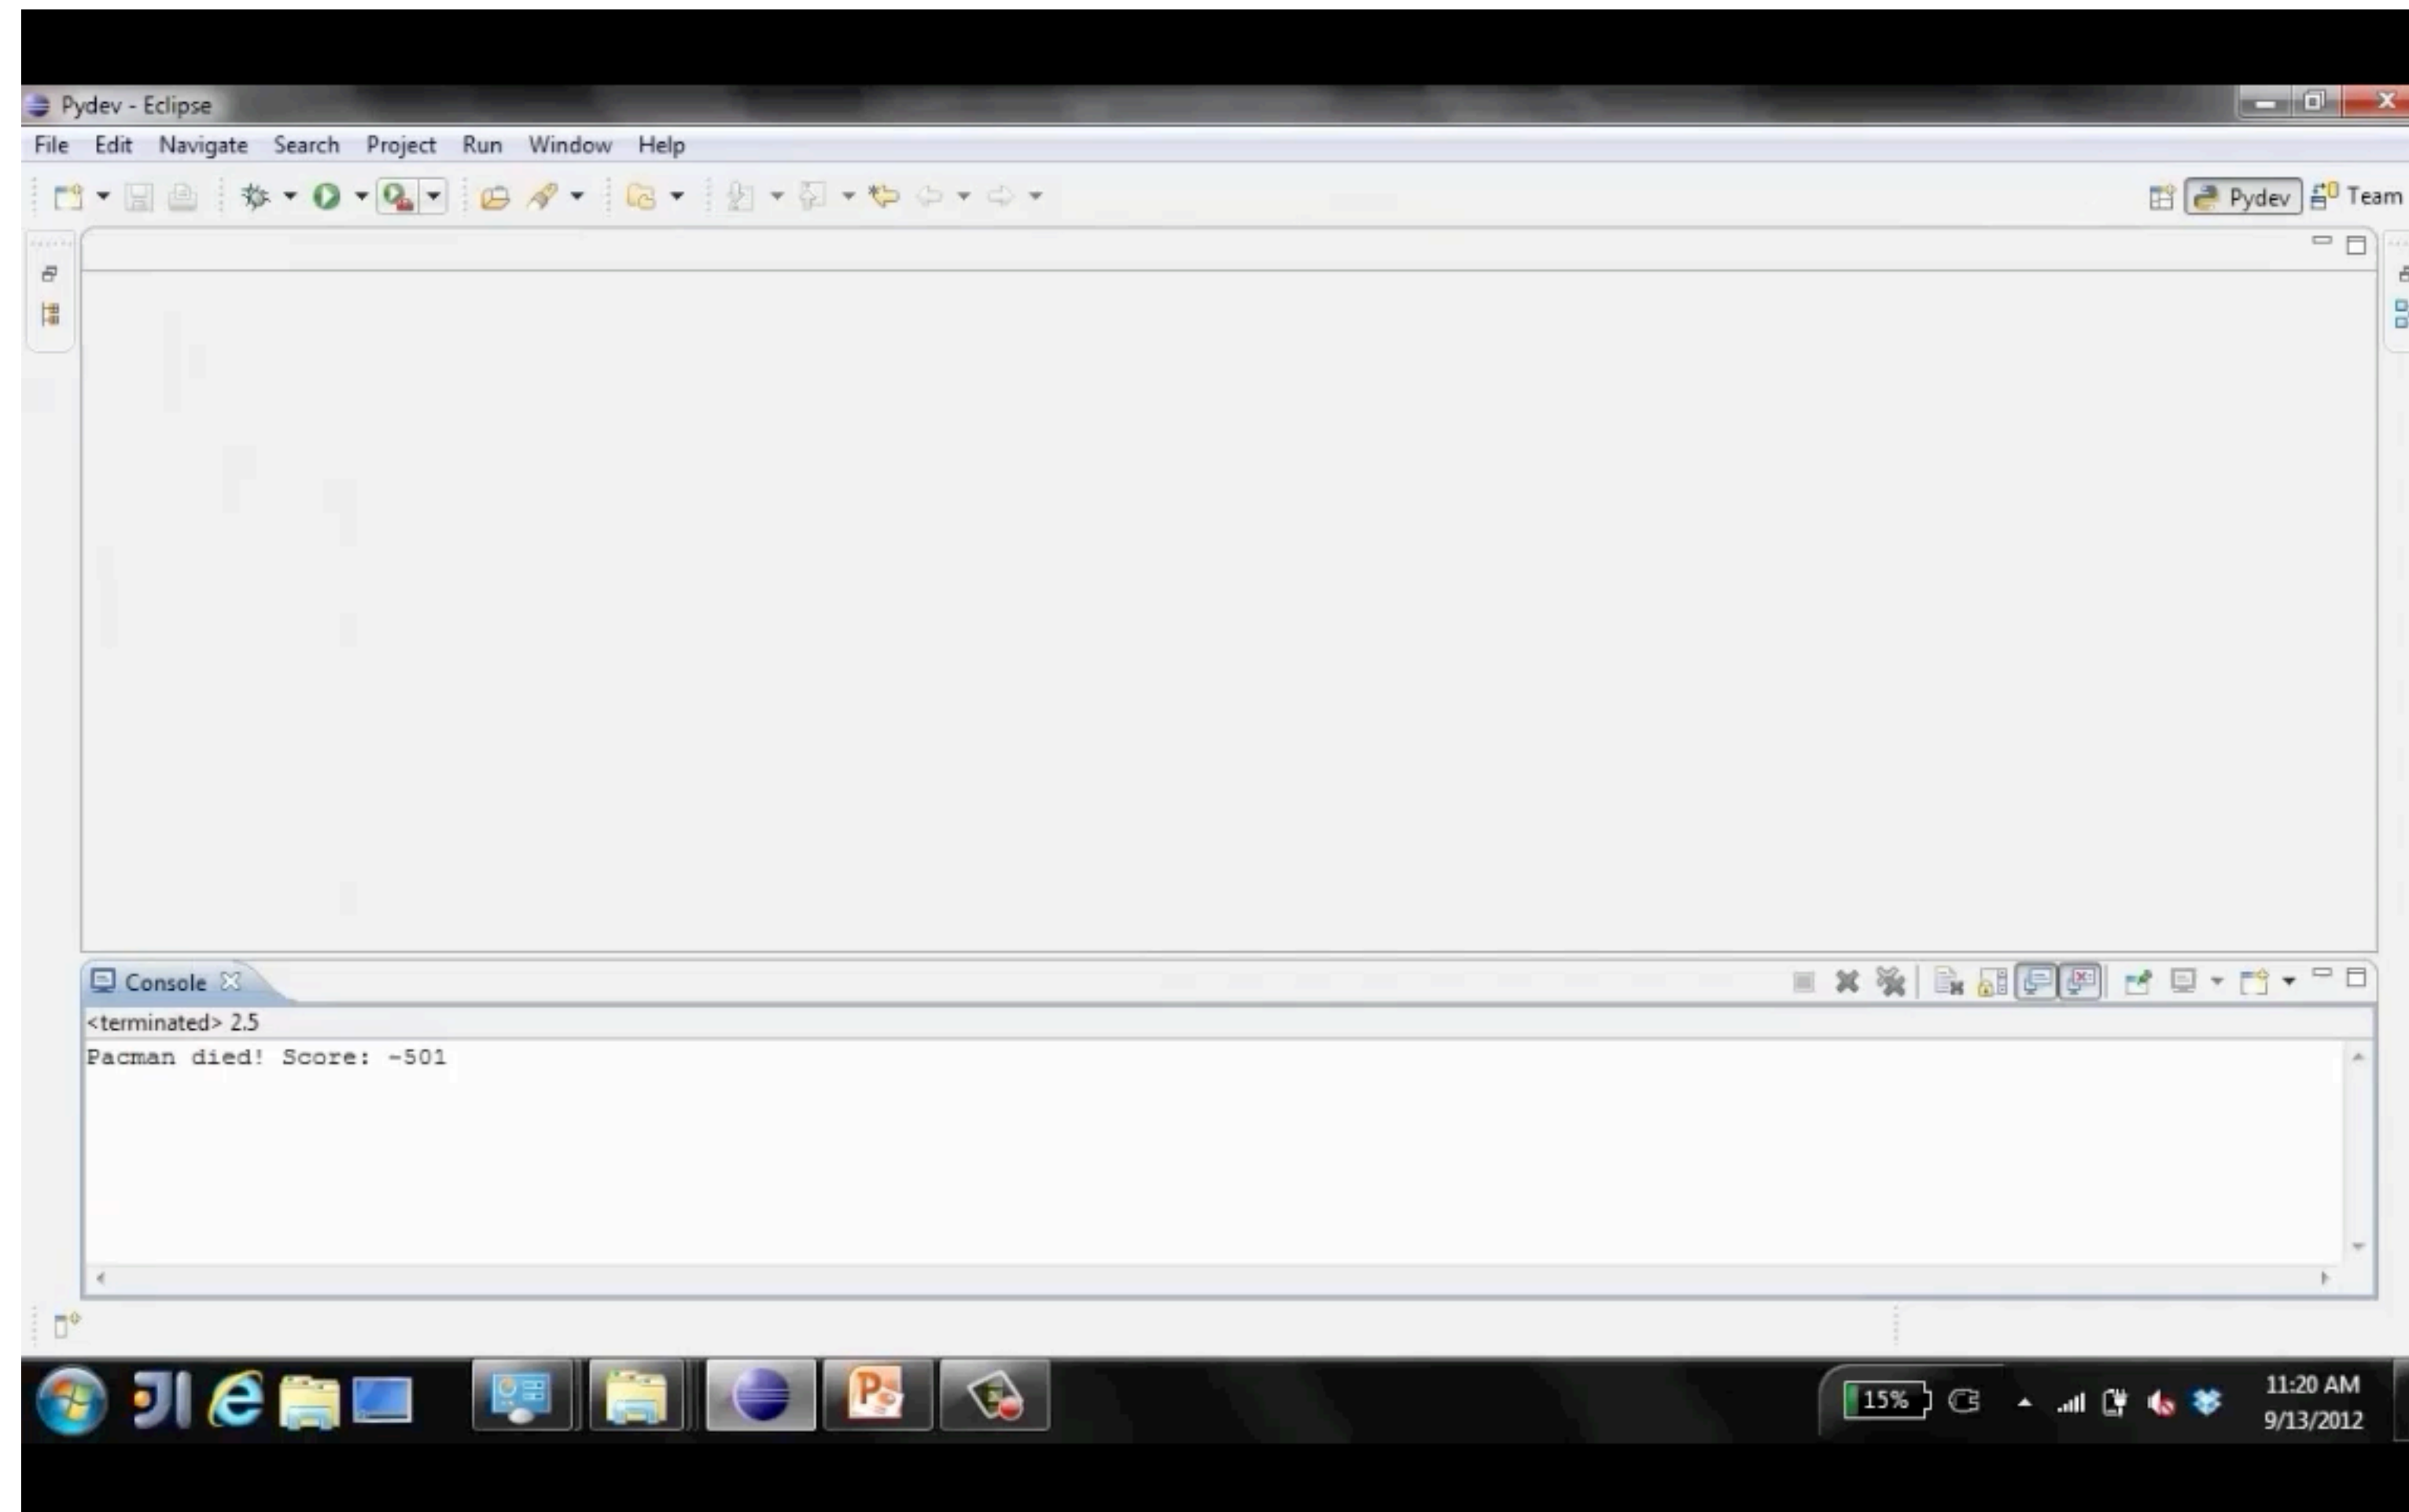 Pydev - Eclipse
File Edit Navigate Search Project Run Window Help
Pydev Team
Console
<terminated> 2.5
Pacman died! Score: -501
15%
11:20 AM
9/13/2012